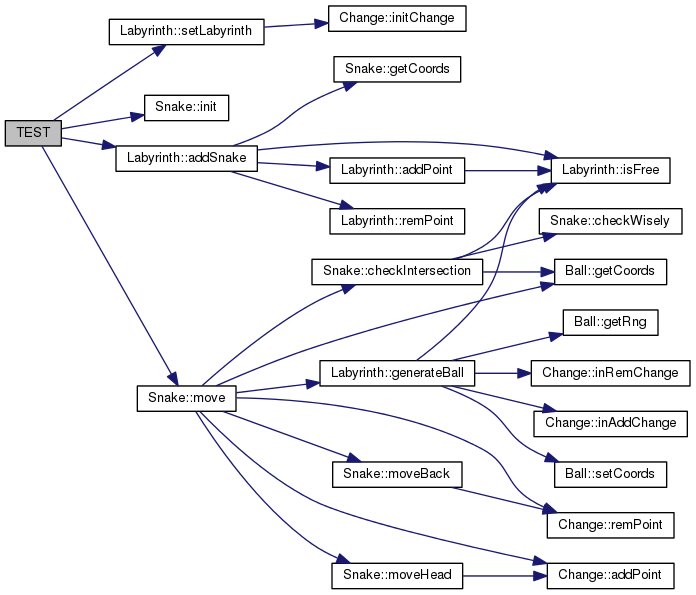 Change::initChange
Labyrinth::setLabyrinth
Snake::getCoords
Snake::init
TEST
Labyrinth::addSnake
Labyrinth::addPoint
Labyrinth::isFree
Labyrinth::remPoint
Snake::checkWisely
Snake::checkIntersection
Ball::getCoords
Ball::getRng
Labyrinth::generateBall
Change::inRemChange
Snake::move
Change::inAddChange
Snake::moveBack
Ball::setCoords
Change::remPoint
Snake::moveHead
Change::addPoint